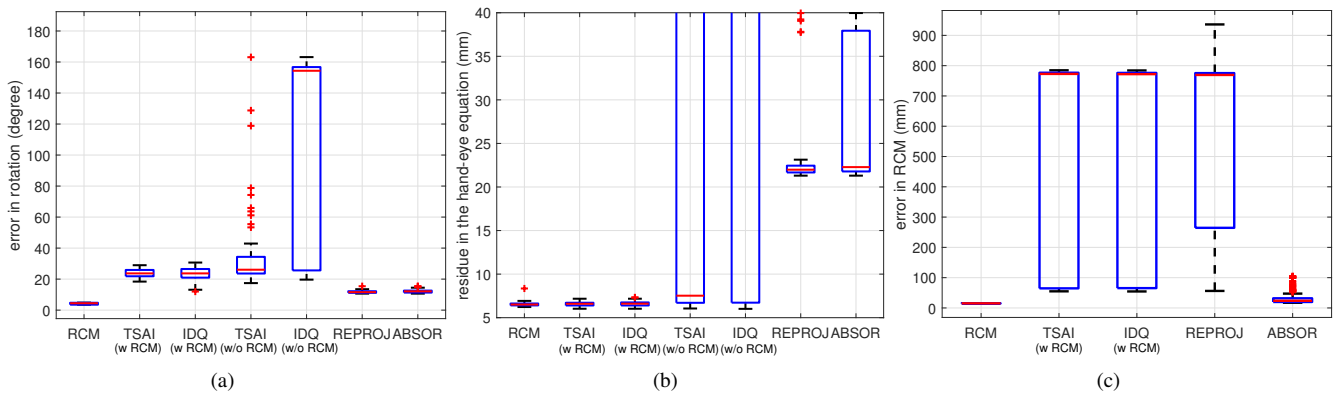 180
160
140
120
100
80
60
40
20
0
error in rotation (degree)
RCM TSAI IDQ TSAI IDQ REPROJ ABSOR
(w RCM) (w RCM) (w/o RCM) (w/o RCM)
(a)
40
35
30
25
20
15
10
5
residue in the hand-eye equation (mm)
RCM TSAI IDQ TSAI IDQ REPROJ ABSOR
(w RCM) (w RCM) (w/o RCM) (w/o RCM)
(b)
900
800
700
600
500
400
300
200
100
0
error in RCM (mm)
RCM TSAI IDQ REPROJ ABSOR
(w RCM) (w RCM)
(c)